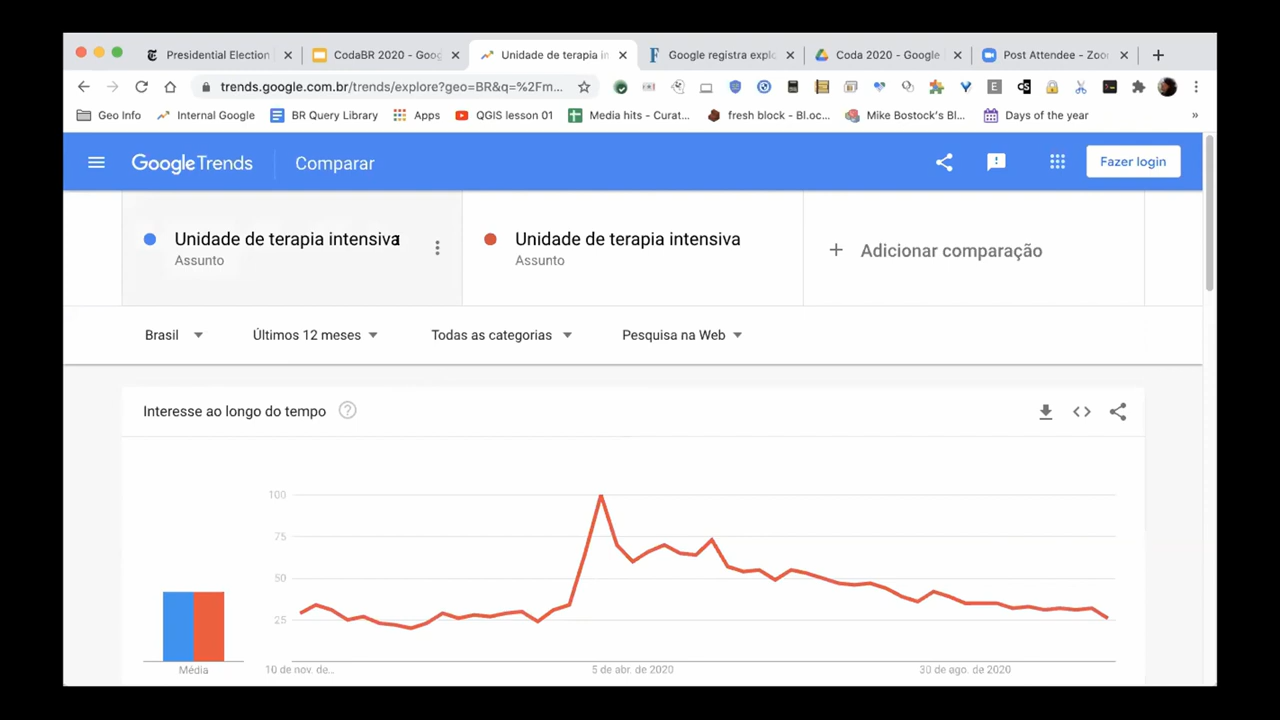 Presidential Election
CodaBR 2020 - Goog
Unidade de terapia in
Google registra explo
Coda 2020 - Google
Post Attendee - Zoo
trends.google.com.br/trends/explore?geo=BR&q=%2Fm...
Geo Info
Internal Google
BR Query Library
Apps
QGIS lesson 01
Media hits - Curat...
fresh block - Bl.oc...
Mike Bostock's Bl...
Days of the year
»
Google Trends
Comparar
Fazer login
Unidade de terapia intensiva
Assunto
Unidade de terapia intensiva
Assunto
+ Adicionar comparação
Brasil
Últimos 12 meses
Todas as categorias
Pesquisa na Web
Interesse ao longo do tempo
100
75
50
25
Média
10 de nov. de...
5 de abr. de 2020
30 de ago. de 2020